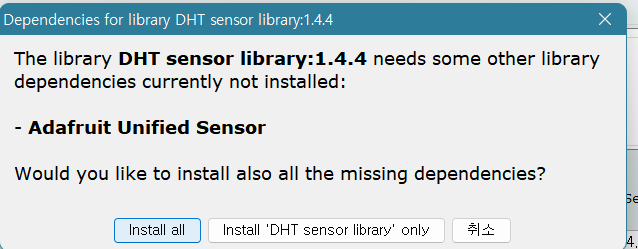 Dependencies for library DHT sensor library:1.4.4
The library DHT sensor library:1.4.4 needs some other library
dependencies currently not installed:
- Adafruit Unified Sensor
Would you like to install also all the missing dependencies?
Install all
Install 'DHT sensor library' only
취소